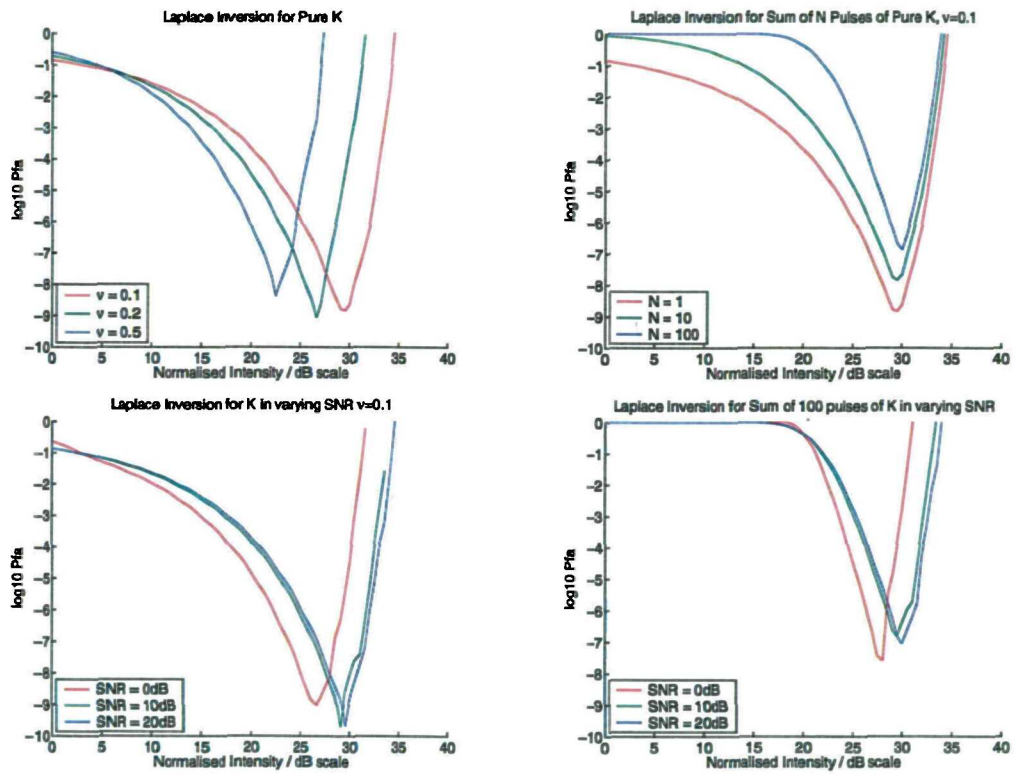 Laplace Inversion for Pure K
0
−1
−2
−3
−4
−5
−6
−7
−8
−9
−10
log10 Pfa
v = 0.1
v = 0.2
v = 0.5
0 5 10 15 20 25 30 35 40
Normalised Intensity / dB scale
Laplace Inversion for Sum of N Pulses of Pure K, v=0.1
0
−1
−2
−3
−4
−5
−6
−7
−8
−9
−10
log10 Pfa
N = 1
N = 10
N = 100
0 5 10 15 20 25 30 35 40
Normalised Intensity / dB scale
Laplace Inversion for K in varying SNR v=0.1
0
−1
−2
−3
−4
−5
−6
−7
−8
−9
−10
log10 Pfa
SNR = 0dB
SNR = 10dB
SNR = 20dB
0 5 10 15 20 25 30 35 40
Normalised Intensity / dB scale
Laplace Inversion for Sum of 100 pulses of K in varying SNR
0
−1
−2
−3
−4
−5
−6
−7
−8
−9
−10
log10 Pfa
SNR = 0dB
SNR = 10dB
SNR = 20dB
0 5 10 15 20 25 30 35 40
Normalised Intensity / dB scale